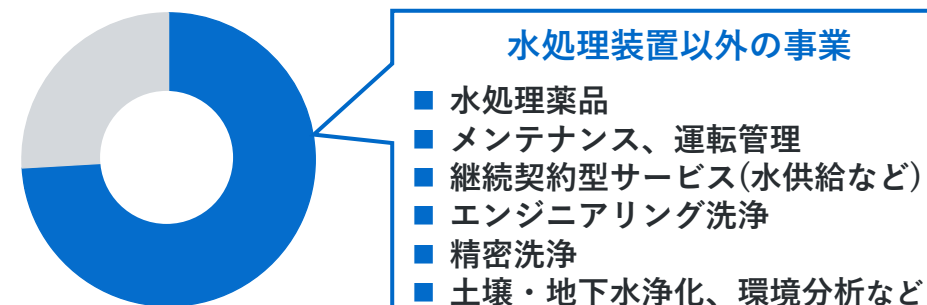 水処理装置以外の事業
■ 水処理薬品
■ メンテナンス、運転管理
■ 継続契約型サービス(水供給など)
■ エンジニアリング洗浄
■ 精密洗浄
■ 土壌・地下水浄化、環境分析など